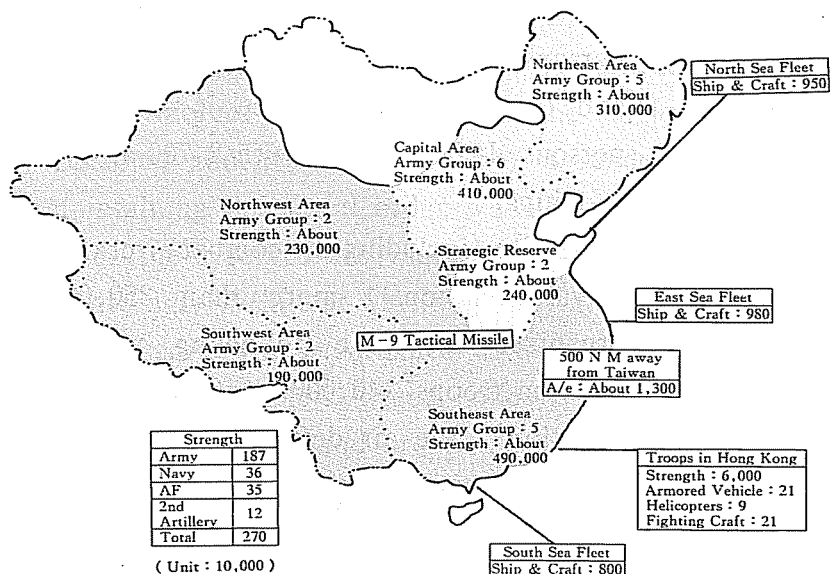 Northeast Area
Army Group : 5
Strength : About
310,000
North Sea Fleet
Ship & Craft : 950
Capital Area
Army Group : 6
Strength : About
410,000
Northwest Area
Army Group : 2
Strength : About
230,000
Strategic Reserve
Army Group : 2
Strength : About
240,000
East Sea Fleet
Ship & Craft : 980
Southwest Area
Army Group : 2
Strength : About
190,000
M-9 Tactical Missile
500 N M away
from Taiwan
A/e : About 1,300
Southeast Area
Army Group : 5
Strength : About
490,000
Strength
Army 187
Navy 36
AF 35
2nd
Artillery 12
Total 270
( Unit : 10,000 )
Troops in Hong Kong
Strength : 6,000
Armored Vehicle : 21
Helicopters : 9
Fighting Craft : 21
South Sea Fleet
Ship & Craft : 800